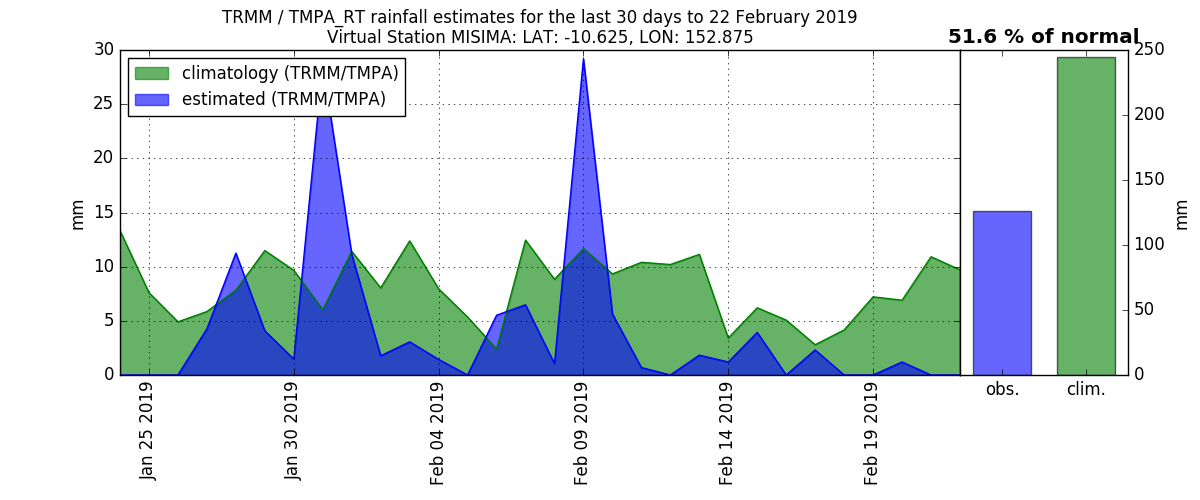 TRMM / TMPA_RT rainfall estimates for the last 30 days to 22 February 2019
Virtual Station MISIMA: LAT: -10.625, LON: 152.875
51.6 % of normal
climatology (TRMM/TMPA)
estimated (TRMM/TMPA)
30
25
20
15
10
5
0
mm
250
200
150
100
50
0
mm
Jan 25 2019
Jan 30 2019
Feb 04 2019
Feb 09 2019
Feb 14 2019
Feb 19 2019
obs.
clim.